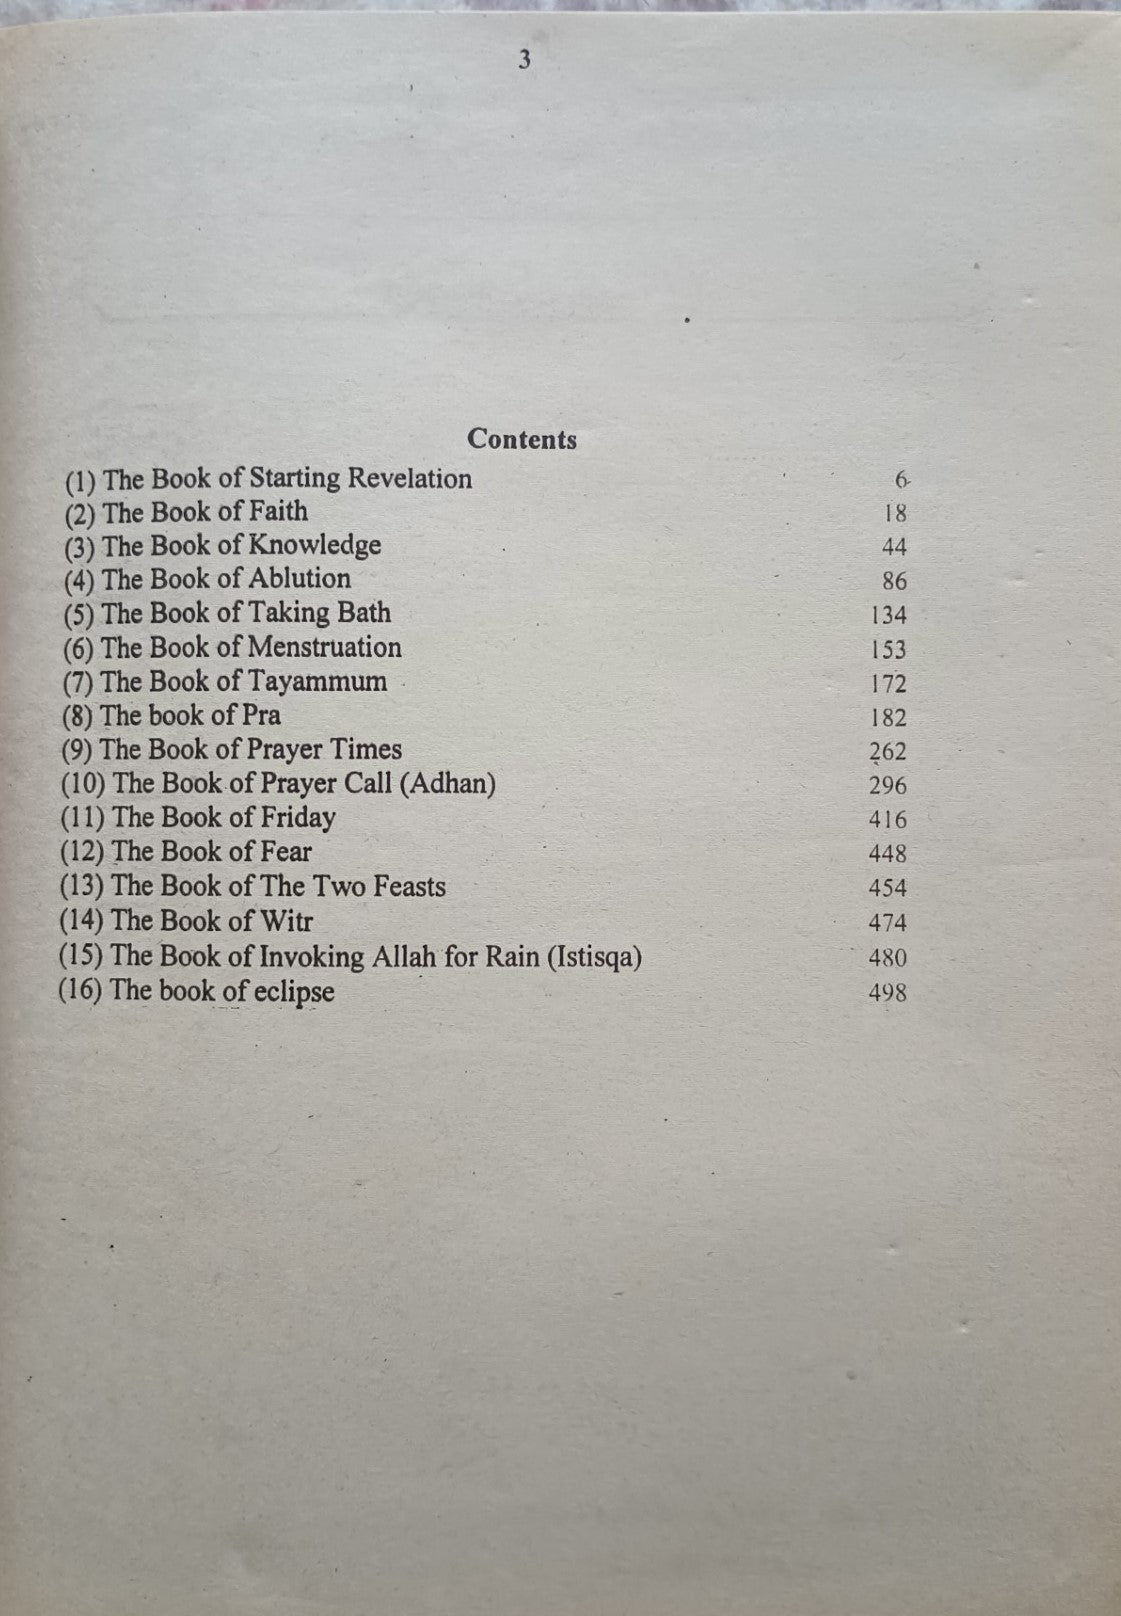 3
Contents
(1) The Book of Starting Revelation 6
(2) The Book of Faith 18
(3) The Book of Knowledge 44
(4) The Book of Ablution 86
(5) The Book of Taking Bath 134
(6) The Book of Menstruation 153
(7) The Book of Tayammum 172
(8) The book of Pra 182
(9) The Book of Prayer Times 262
(10) The Book of Prayer Call (Adhan) 296
(11) The Book of Friday 416
(12) The Book of Fear 448
(13) The Book of The Two Feasts 454
(14) The Book of Witr 474
(15) The Book of Invoking Allah for Rain (Istisqa) 480
(16) The book of eclipse 498